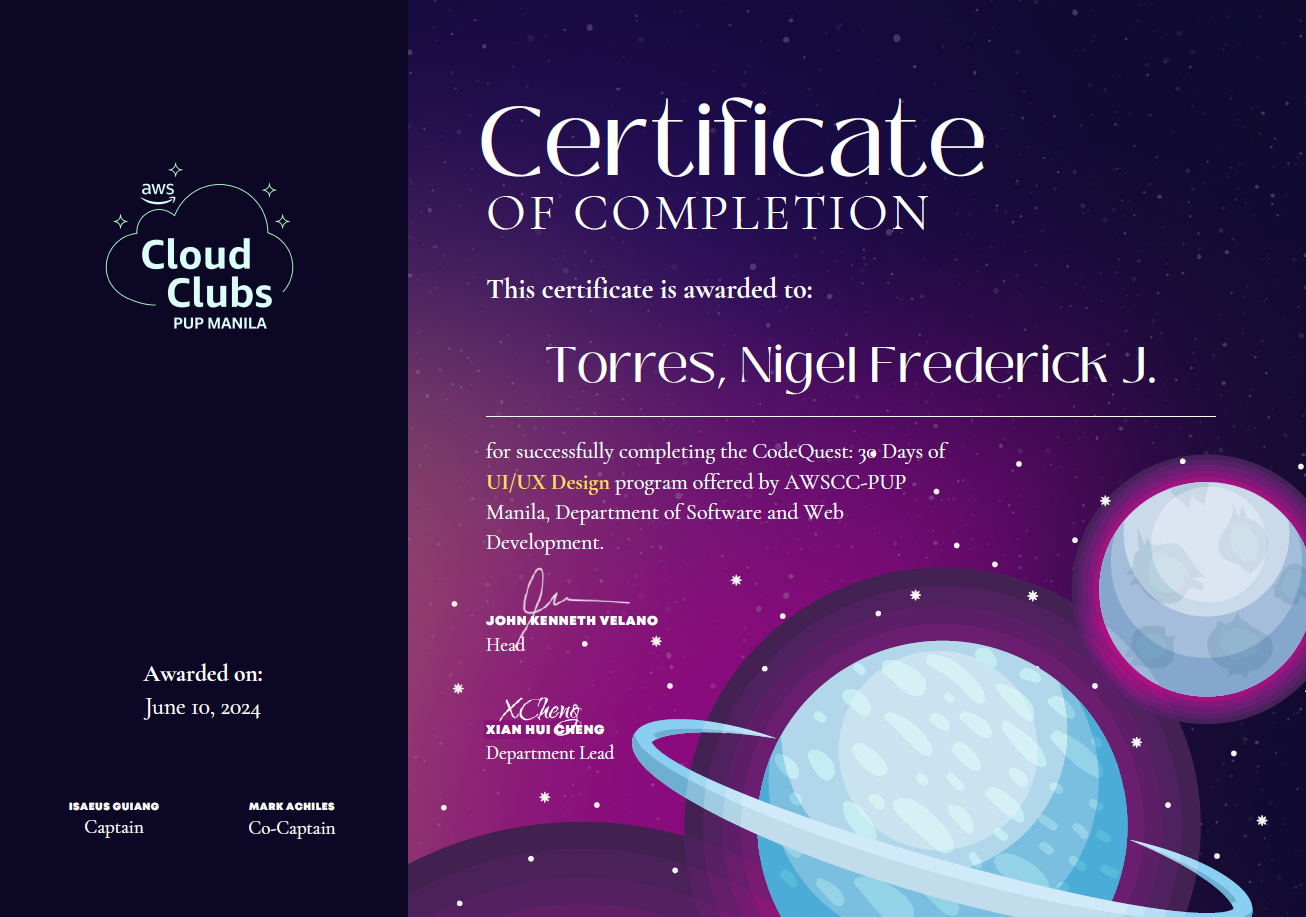 aws
Cloud
Clubs
PUP MANILA
Certificate
OF COMPLETION
This certificate is awarded to:
Torres, Nigel Frederick J.
for successfully completing the CodeQuest: 30 Days of
UI/UX Design program offered by AWSCC-PUP
Manila, Department of Software and Web
Development.
JOHN KENNETH VELANO
Head
XCheng
XIAN HUI CHENG
Department Lead
Awarded on:
June 10, 2024
ISAEUS GUIANG
Captain
MARK ACHILES
Co-Captain